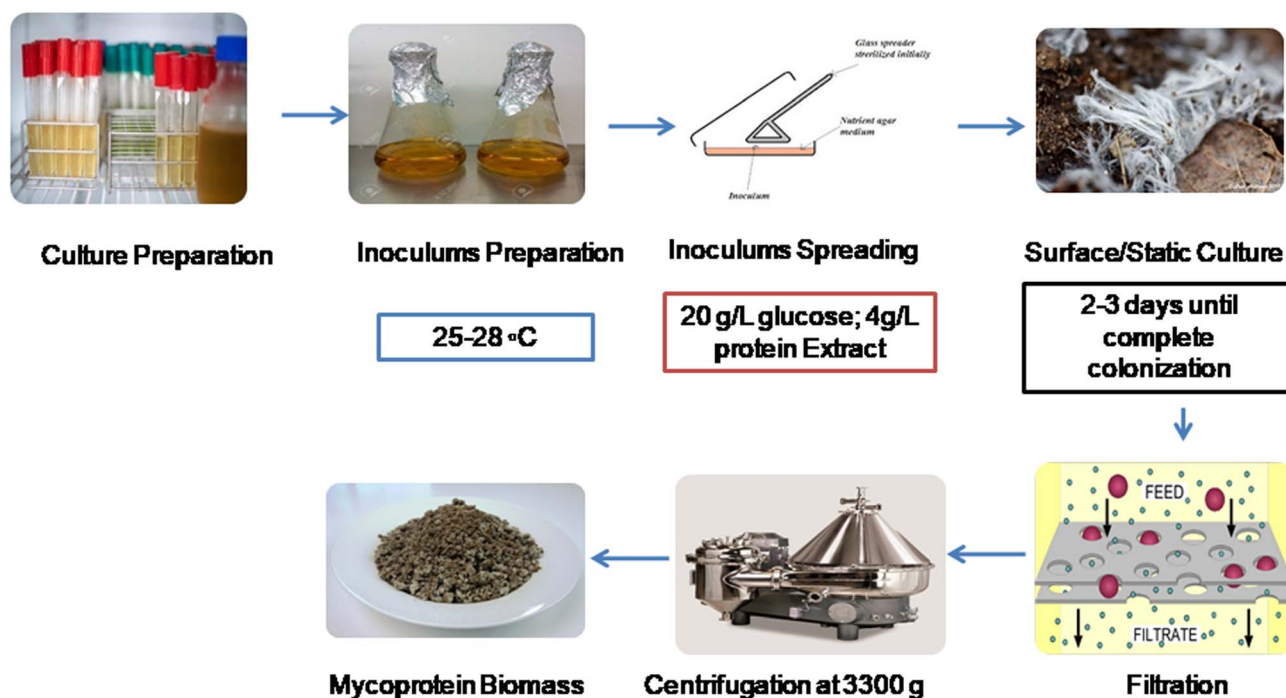 Glass spreader
strerilized initially
Nutrient agar
medium
Inoculum
Culture Preparation
Inoculums Preparation
Inoculums Spreading
Surface/Static Culture
25-28 °C
20 g/L glucose; 4g/L
protein Extract
2-3 days until
complete
colonization
FEED
FILTRATE
Mycoprotein Biomass
Centrifugation at 3300 g
Filtration